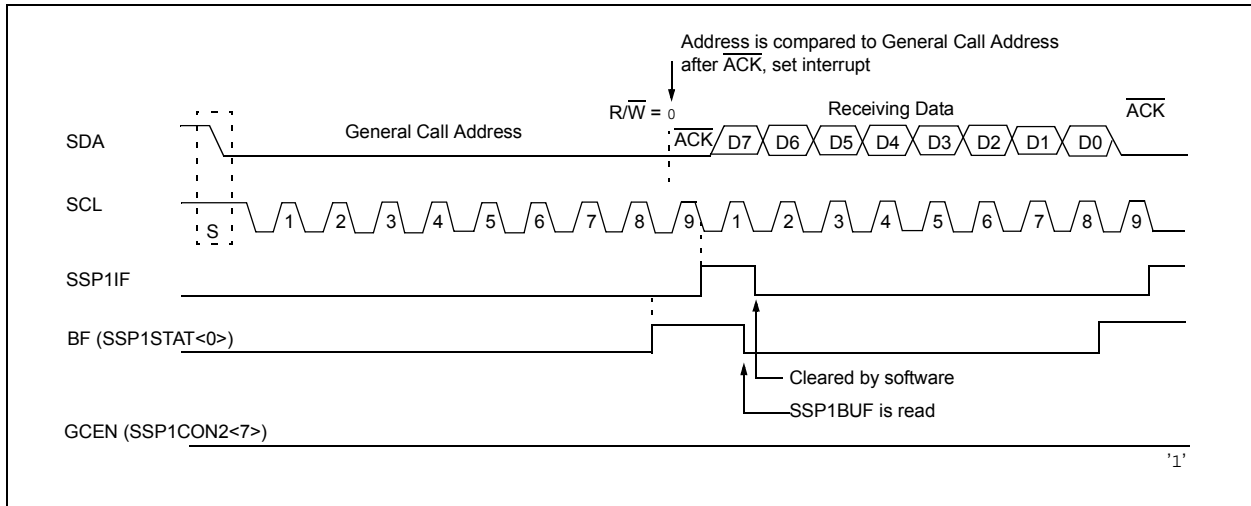 Address is compared to General Call Address
after ACK, set interrupt
R/W = 0
Receiving Data
ACK
SDA
General Call Address
ACK D7 D6 D5 D4 D3 D2 D1 D0
SCL
S
1 2 3 4 5 6 7 8 9 1 2 3 4 5 6 7 8 9
SSP1IF
BF (SSP1STAT<0>)
Cleared by software
SSP1BUF is read
GCEN (SSP1CON2<7>)
'1'